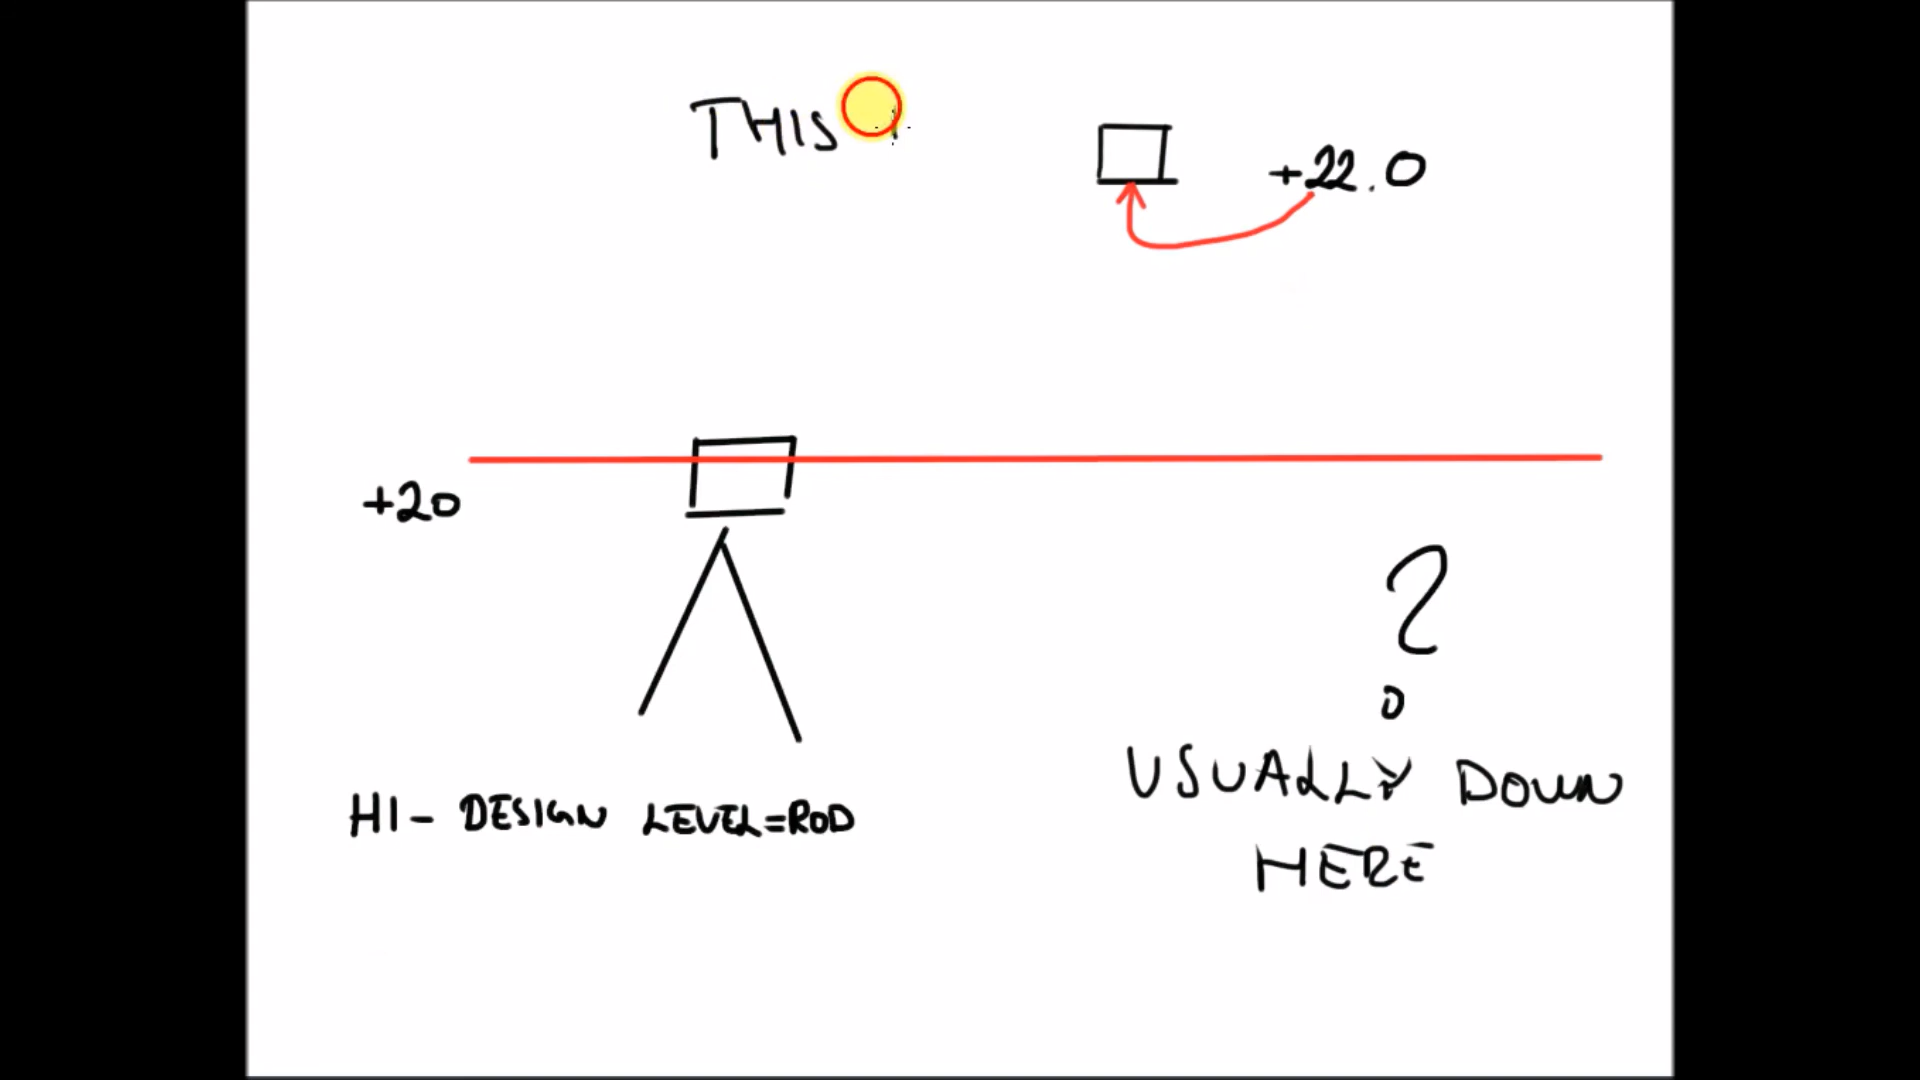 THIS
+22.0
+20
?
USUALLY DOWN
HERE
HI - DESIGN LEVEL=ROD